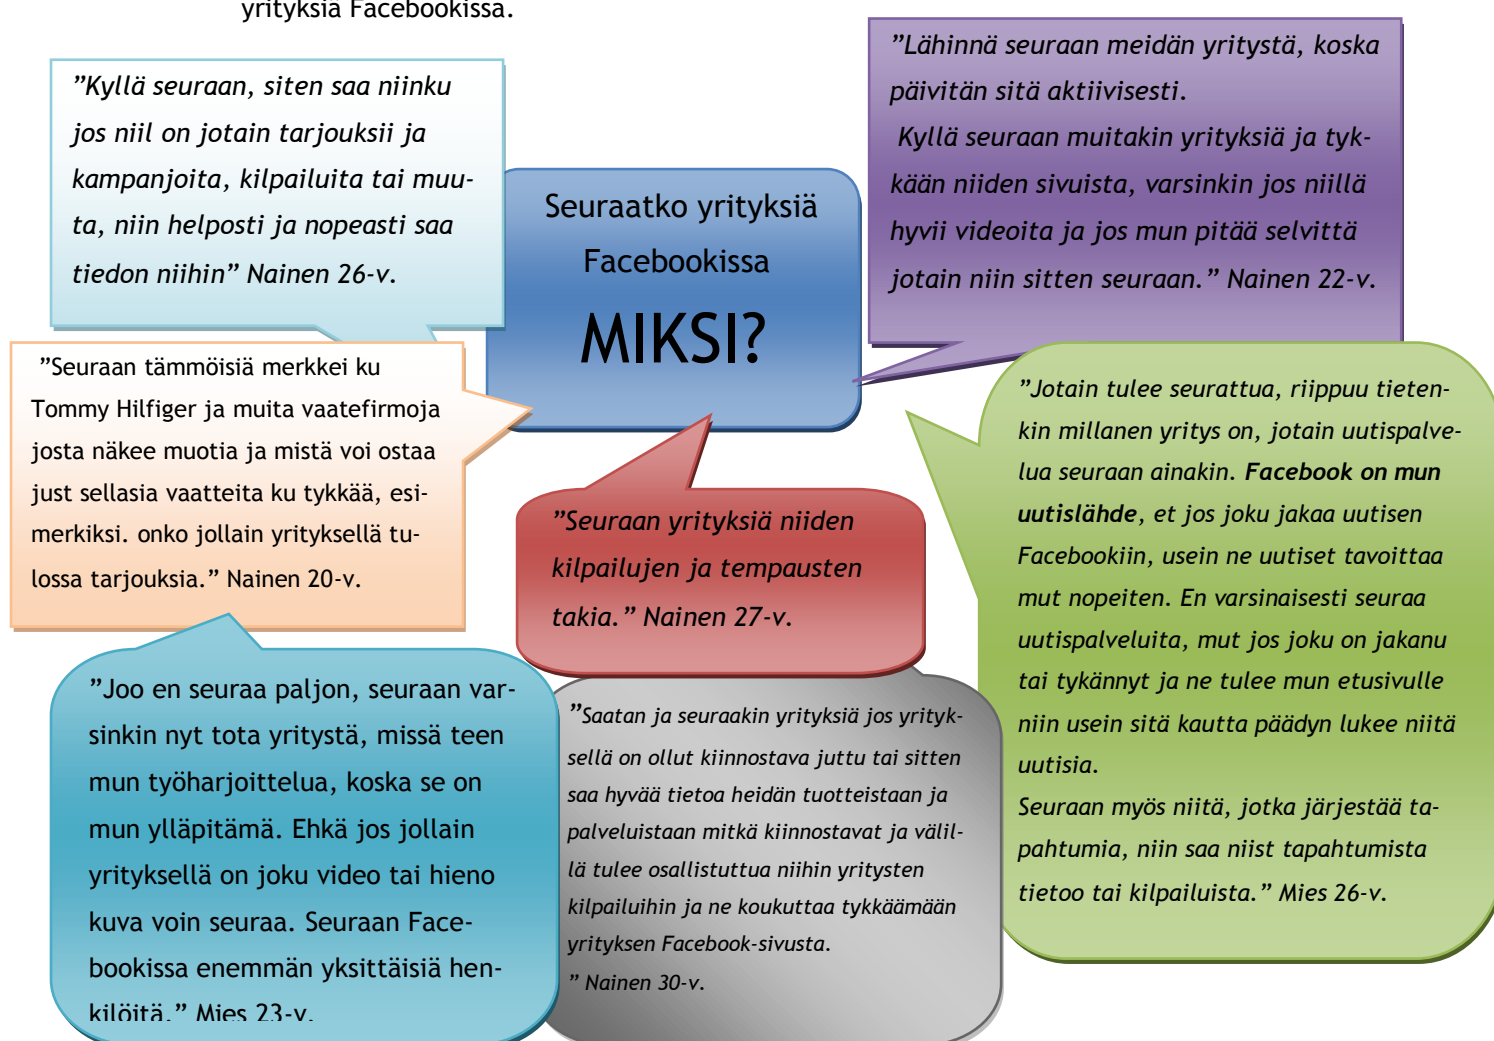 yrityksiä Facebookissa.
”Kyllä seuraan, siten saa niinku
jos niil on jotain tarjouksii ja
kampanjoita, kilpailuita tai muu-
ta, niin helposti ja nopeasti saa
tiedon niihin” Nainen 26-v.
Seuraatko yrityksiä
Facebookissa
MIKSI?
”Lähinnä seuraan meidän yritystä, koska
päivitän sitä aktiivisesti.
Kyllä seuraan muitakin yrityksiä ja tyk-
kään niiden sivuista, varsinkin jos niillä
hyvii videoita ja jos mun pitää selvittä
jotain niin sitten seuraan.” Nainen 22-v.
”Seuraan tämmöisiä merkkei ku
Tommy Hilfiger ja muita vaatefirmoja
josta näkee muotia ja mistä voi ostaa
just sellasia vaatteita ku tykkää, esi-
merkiksi. onko jollain yrityksellä tu-
lossa tarjouksia.” Nainen 20-v.
”Seuraan yrityksiä niiden
kilpailujen ja tempausten
takia.” Nainen 27-v.
”Jotain tulee seurattua, riippuu tieten-
kin millanen yritys on, jotain uutispalve-
lua seuraan ainakin. Facebook on mun
uutislähde, et jos joku jakaa uutisen
Facebookiin, usein ne uutiset tavoittaa
mut nopeiten. En varsinaisesti seuraa
uutispalveluita, mut jos joku on jakanu
tai tykännyt ja ne tulee mun etusivulle
niin usein sitä kautta päädyn lukee niitä
uutisia.
Seuraan myös niitä, jotka järjestää ta-
pahtumia, niin saa niist tapahtumista
tietoo tai kilpailuista.” Mies 26-v.
”Joo en seuraa paljon, seuraan var-
sinkin nyt tota yritystä, missä teen
mun työharjoittelua, koska se on
mun ylläpitämä. Ehkä jos jollain
yrityksellä on joku video tai hieno
kuva voin seuraa. Seuraan Face-
bookissa enemmän yksittäisiä hen-
kilöitä.” Mies 23-v.
”Saatan ja seuraakin yrityksiä jos yrityk-
sellä on ollut kiinnostava juttu tai sitten
saa hyvää tietoa heidän tuotteistaan ja
palveluistaan mitkä kiinnostavat ja välil-
lä tulee osallistuttua niihin yritysten
kilpailuihin ja ne koukuttaa tykkäämään
yrityksen Facebook-sivusta.
” Nainen 30-v.